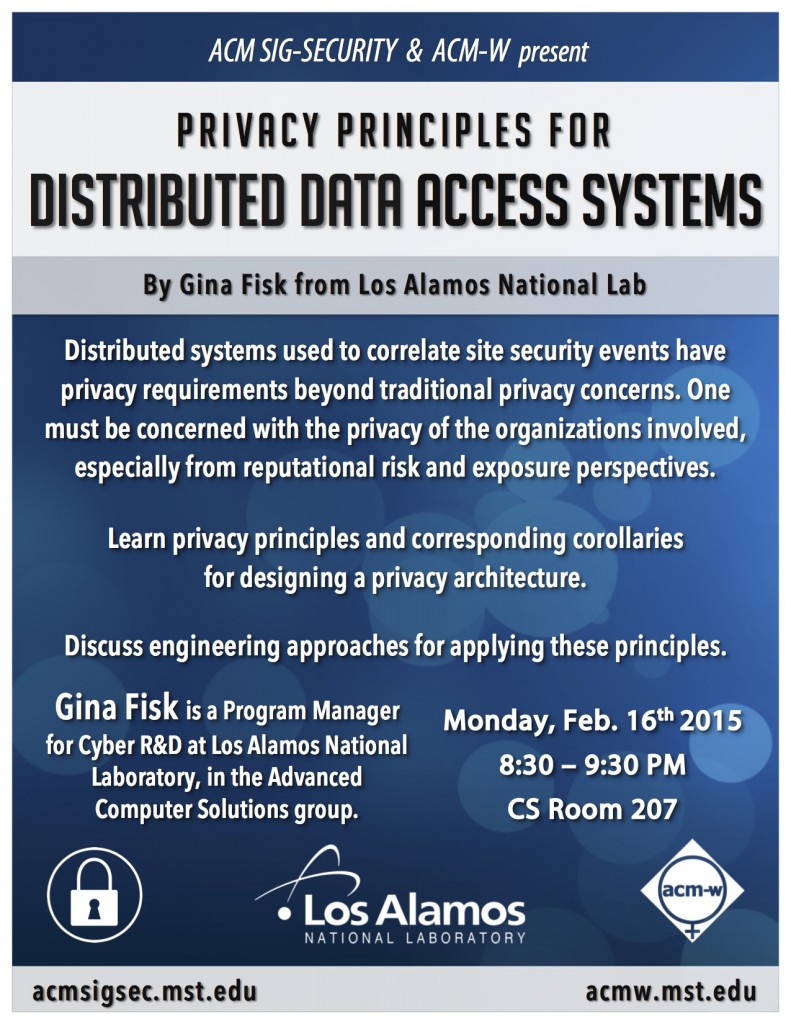 ACM SIG-SECURITY & ACM-W present
PRIVACY PRINCIPLES FOR
DISTRIBUTED DATA ACCESS SYSTEMS
By Gina Fisk from Los Alamos National Lab
Distributed systems used to correlate site security events have
privacy requirements beyond traditional privacy concerns. One
must be concerned with the privacy of the organizations involved,
especially from reputational risk and exposure perspectives.
Learn privacy principles and corresponding corollaries
for designing a privacy architecture.
Discuss engineering approaches for applying these principles.
Gina Fisk is a Program Manager
for Cyber R&D at Los Alamos National
Laboratory, in the Advanced
Computer Solutions group.
Monday, Feb. 16th 2015
8:30 – 9:30 PM
CS Room 207
Los Alamos
NATIONAL LABORATORY
acm-w
acmsigsec.mst.edu
acmw.mst.edu